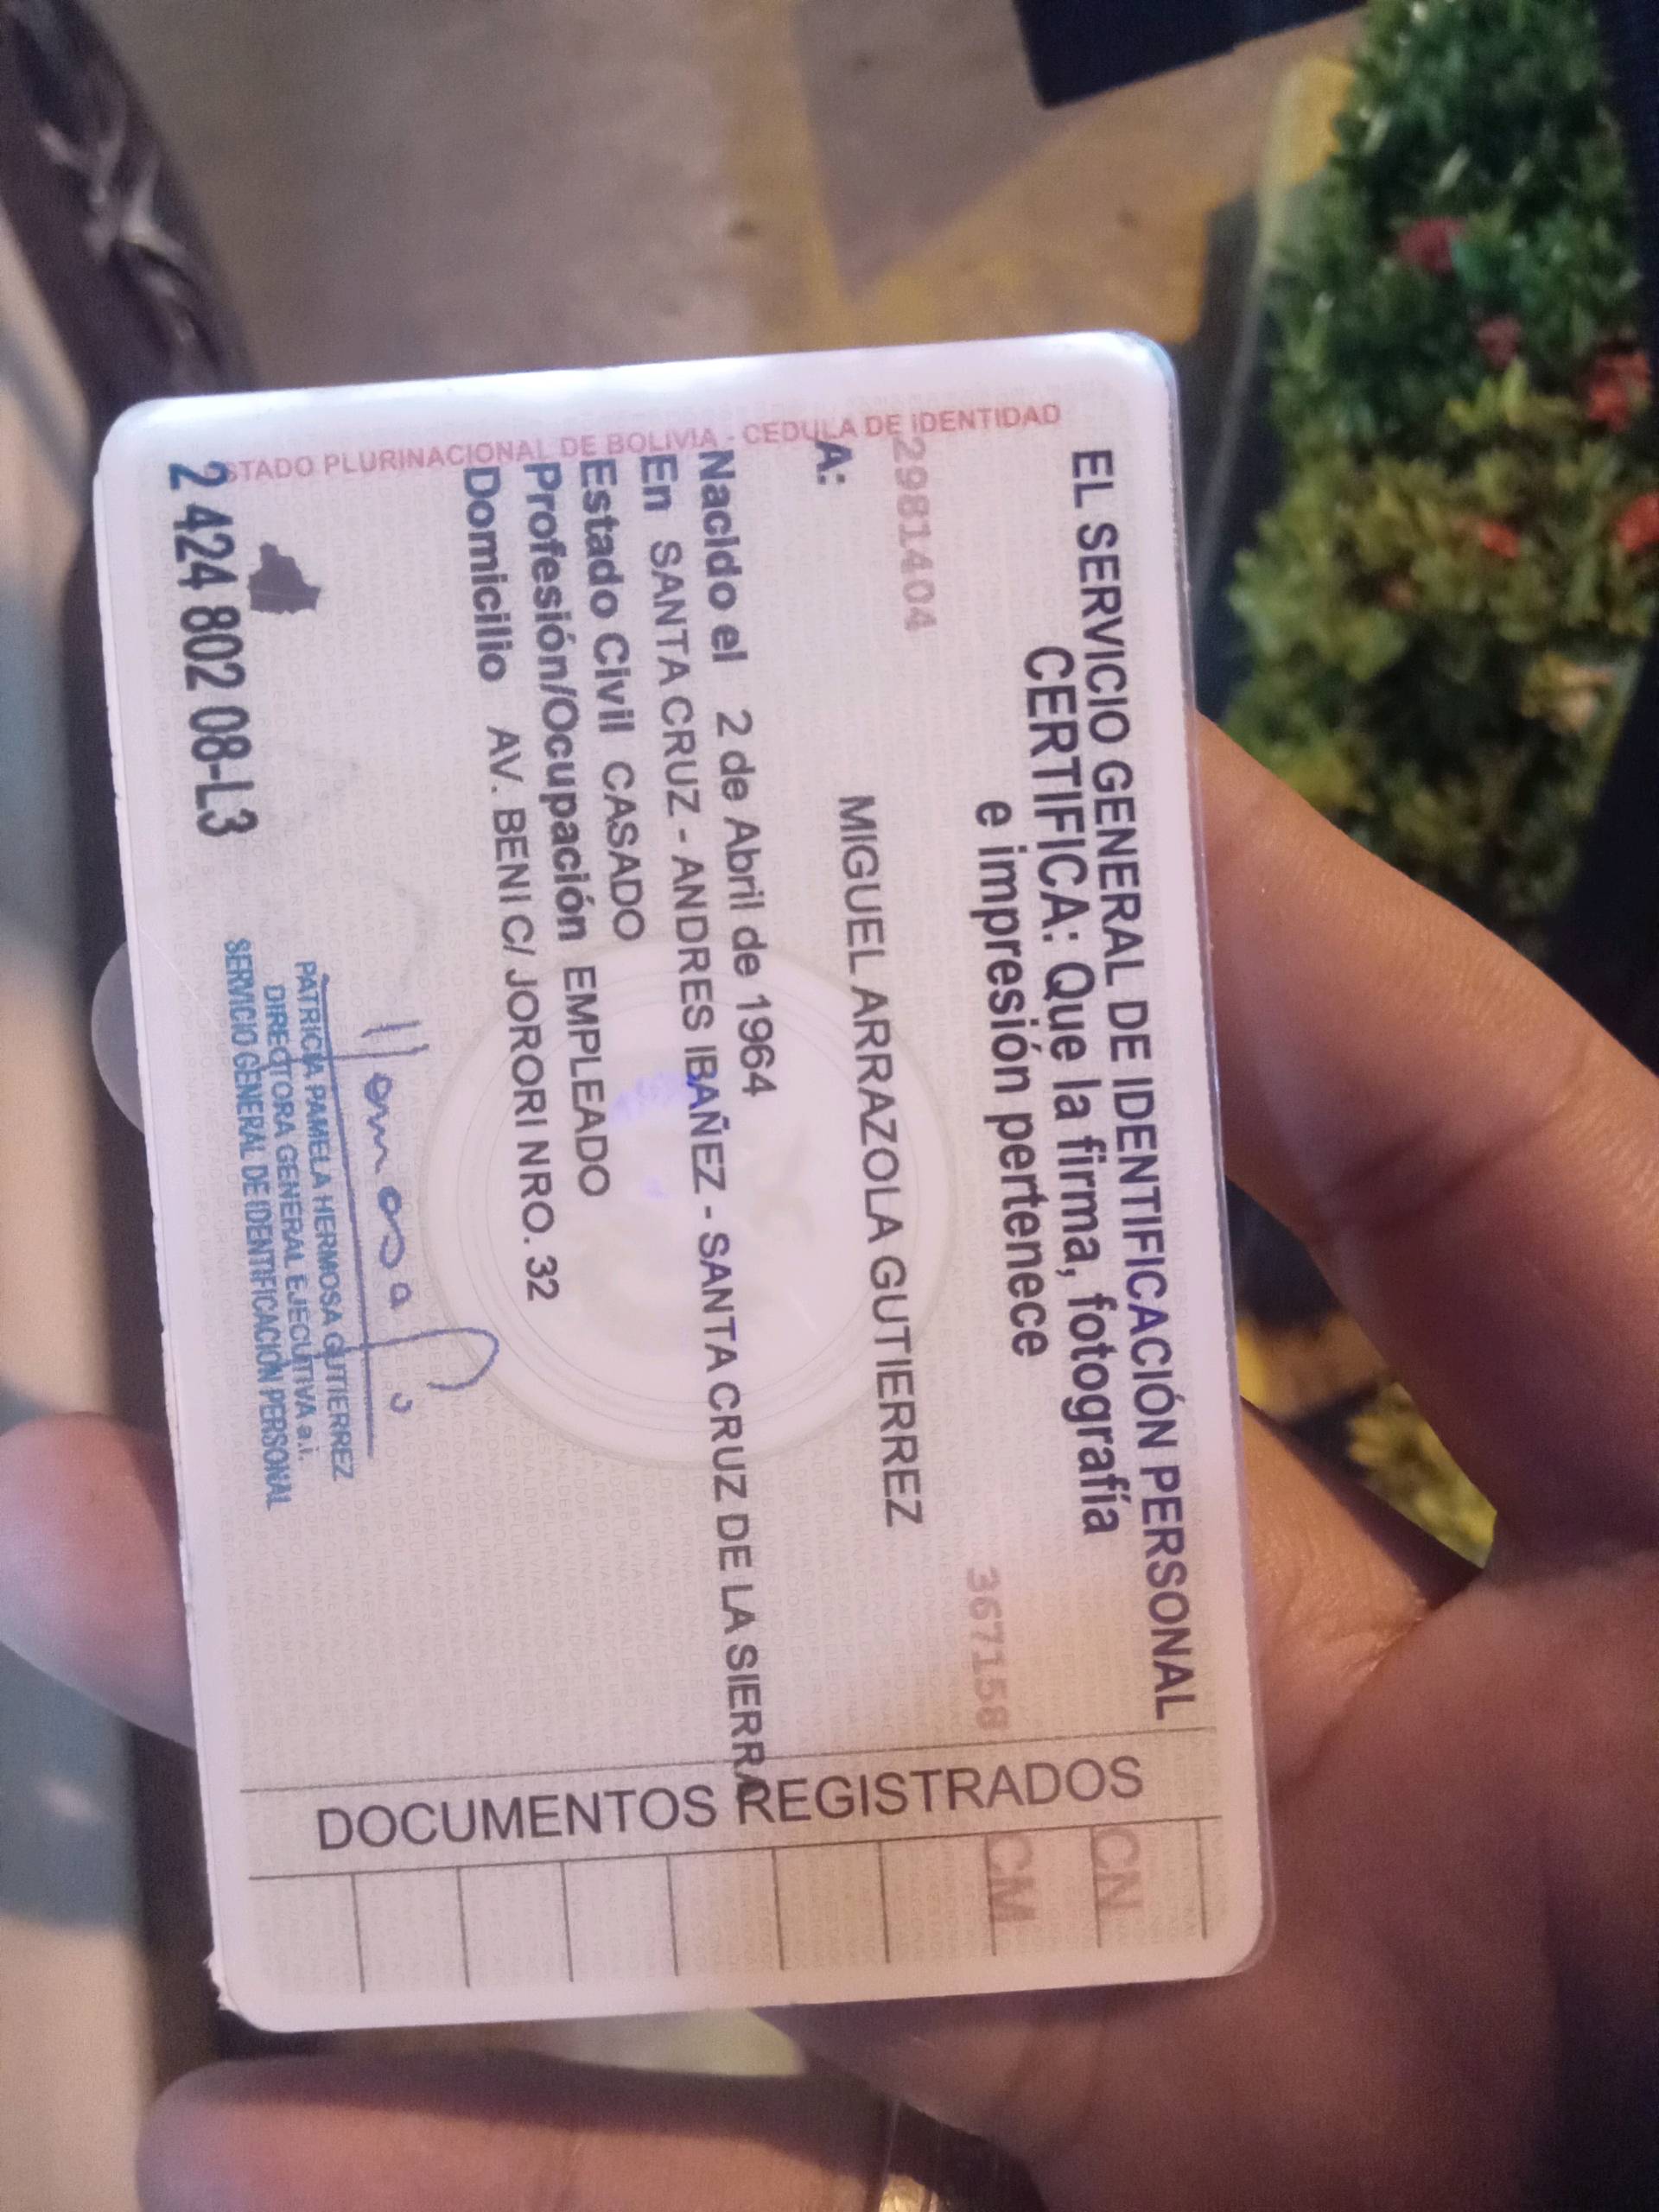 EL SERVICIO GENERAL DE IDENTIFICACIÓN PERSONAL
CERTIFICA: Que la firma, fotografía
e impresión pertenece
2981404
367158
A: MIGUEL ARRAZOLA GUTIERREZ
Nacido el 2 de Abril de 1964
En SANTA CRUZ - ANDRES IBAÑEZ - SANTA CRUZ DE LA SIERRA
Estado Civil CASADO
Profesión/Ocupación EMPLEADO
Domicilio AV. BENI C/ JORORI NRO. 32
PATRICIA PAMELA HERMOSA GUTIERREZ
DIRECTORA GENERAL EJECUTIVA a.i.
SERVICIO GENERAL DE IDENTIFICACIÓN PERSONAL
2 424 802 08-L3
STADO PLURINACIONAL DE BOLIVIA - CEDULA DE IDENTIDAD
DOCUMENTOS REGISTRADOS
CN
CM